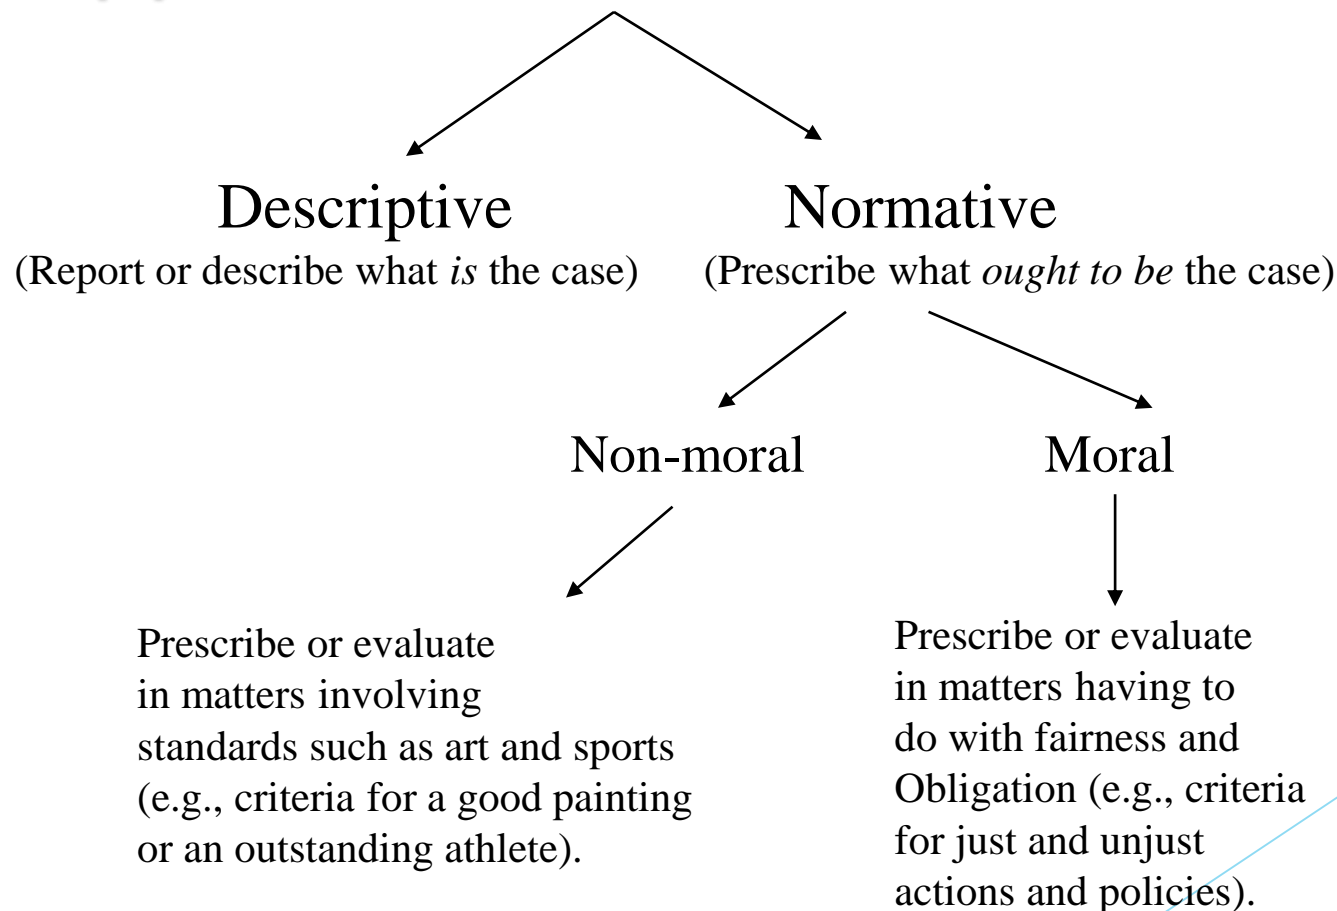 Descriptive
Normative
(Report or describe what is the case)
(Prescribe what ought to be the case)
Non-moral
Moral
Prescribe or evaluate
in matters involving
standards such as art and sports
(e.g., criteria for a good painting
or an outstanding athlete).
Prescribe or evaluate
in matters having to
do with fairness and
Obligation (e.g., criteria
for just and unjust
actions and policies).